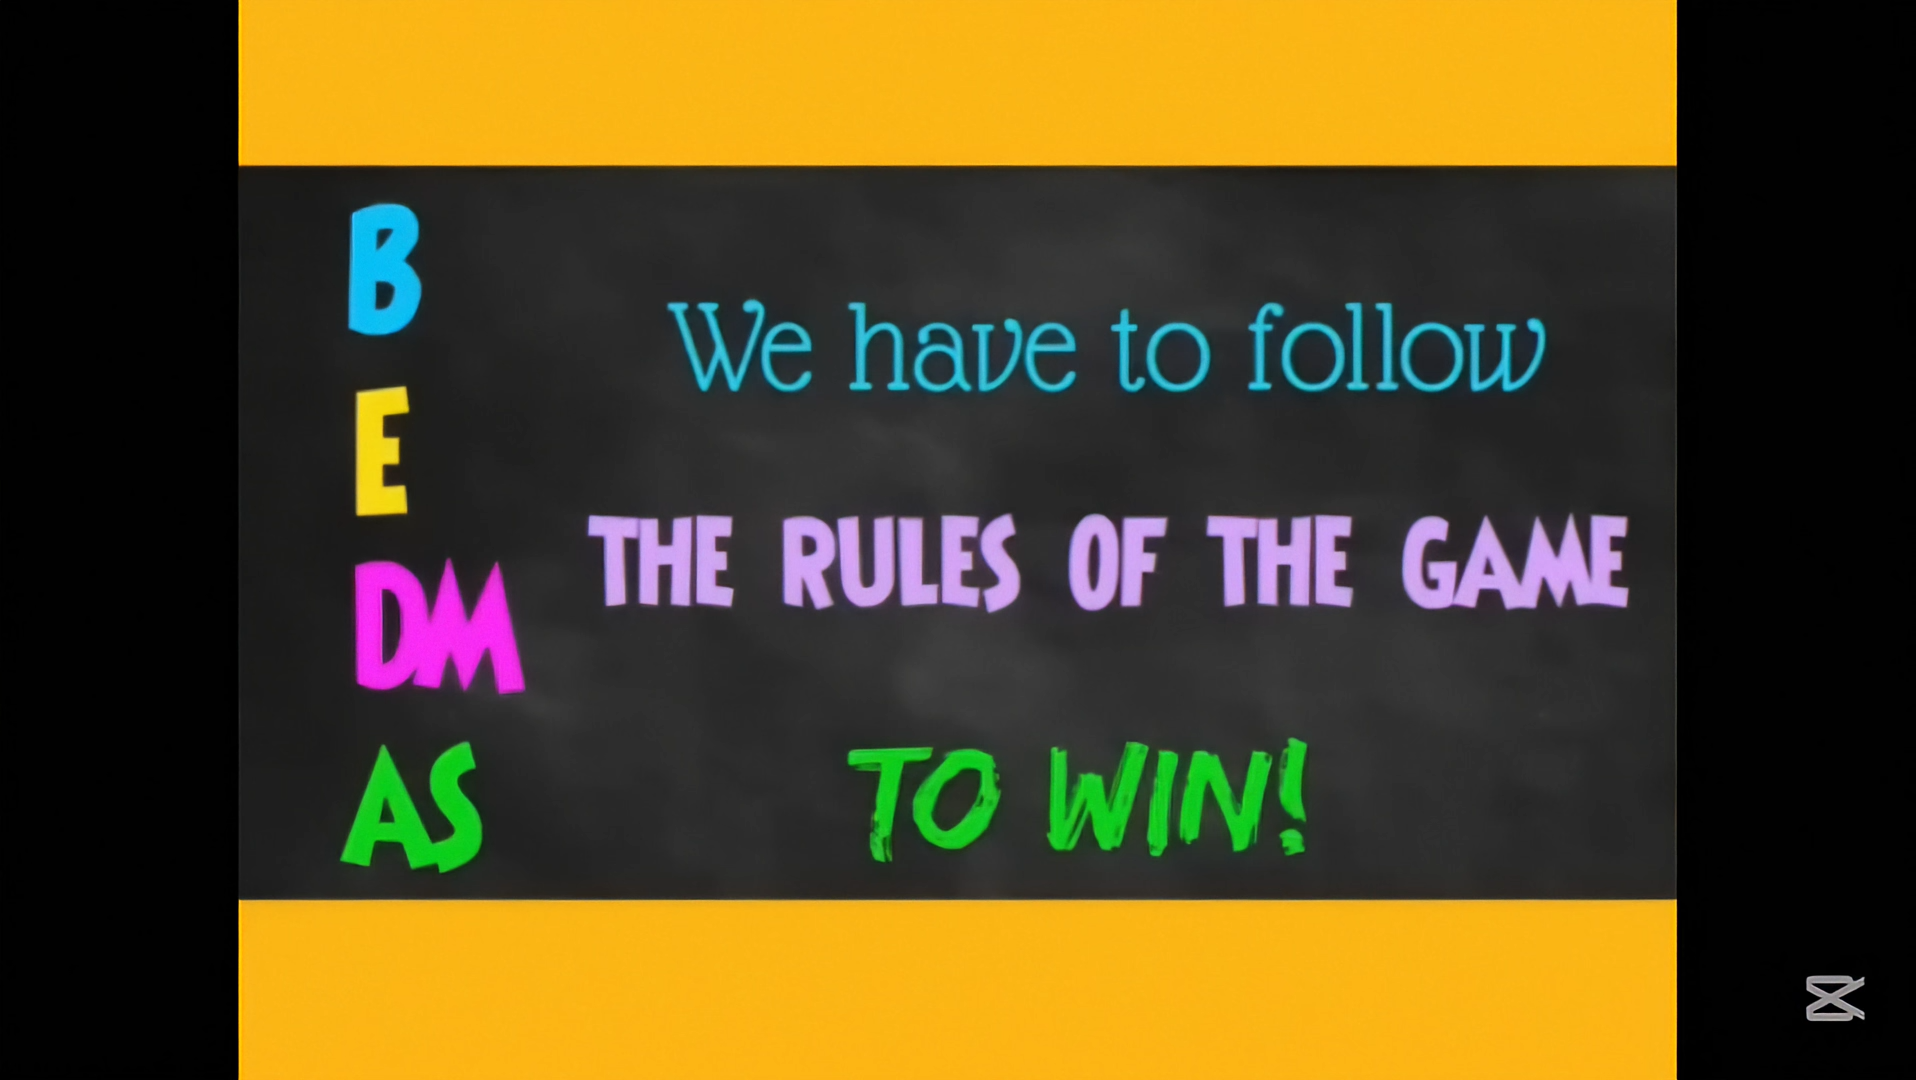 B
E
DM
AS
We have to follow
THE RULES OF THE GAME
TO WIN!